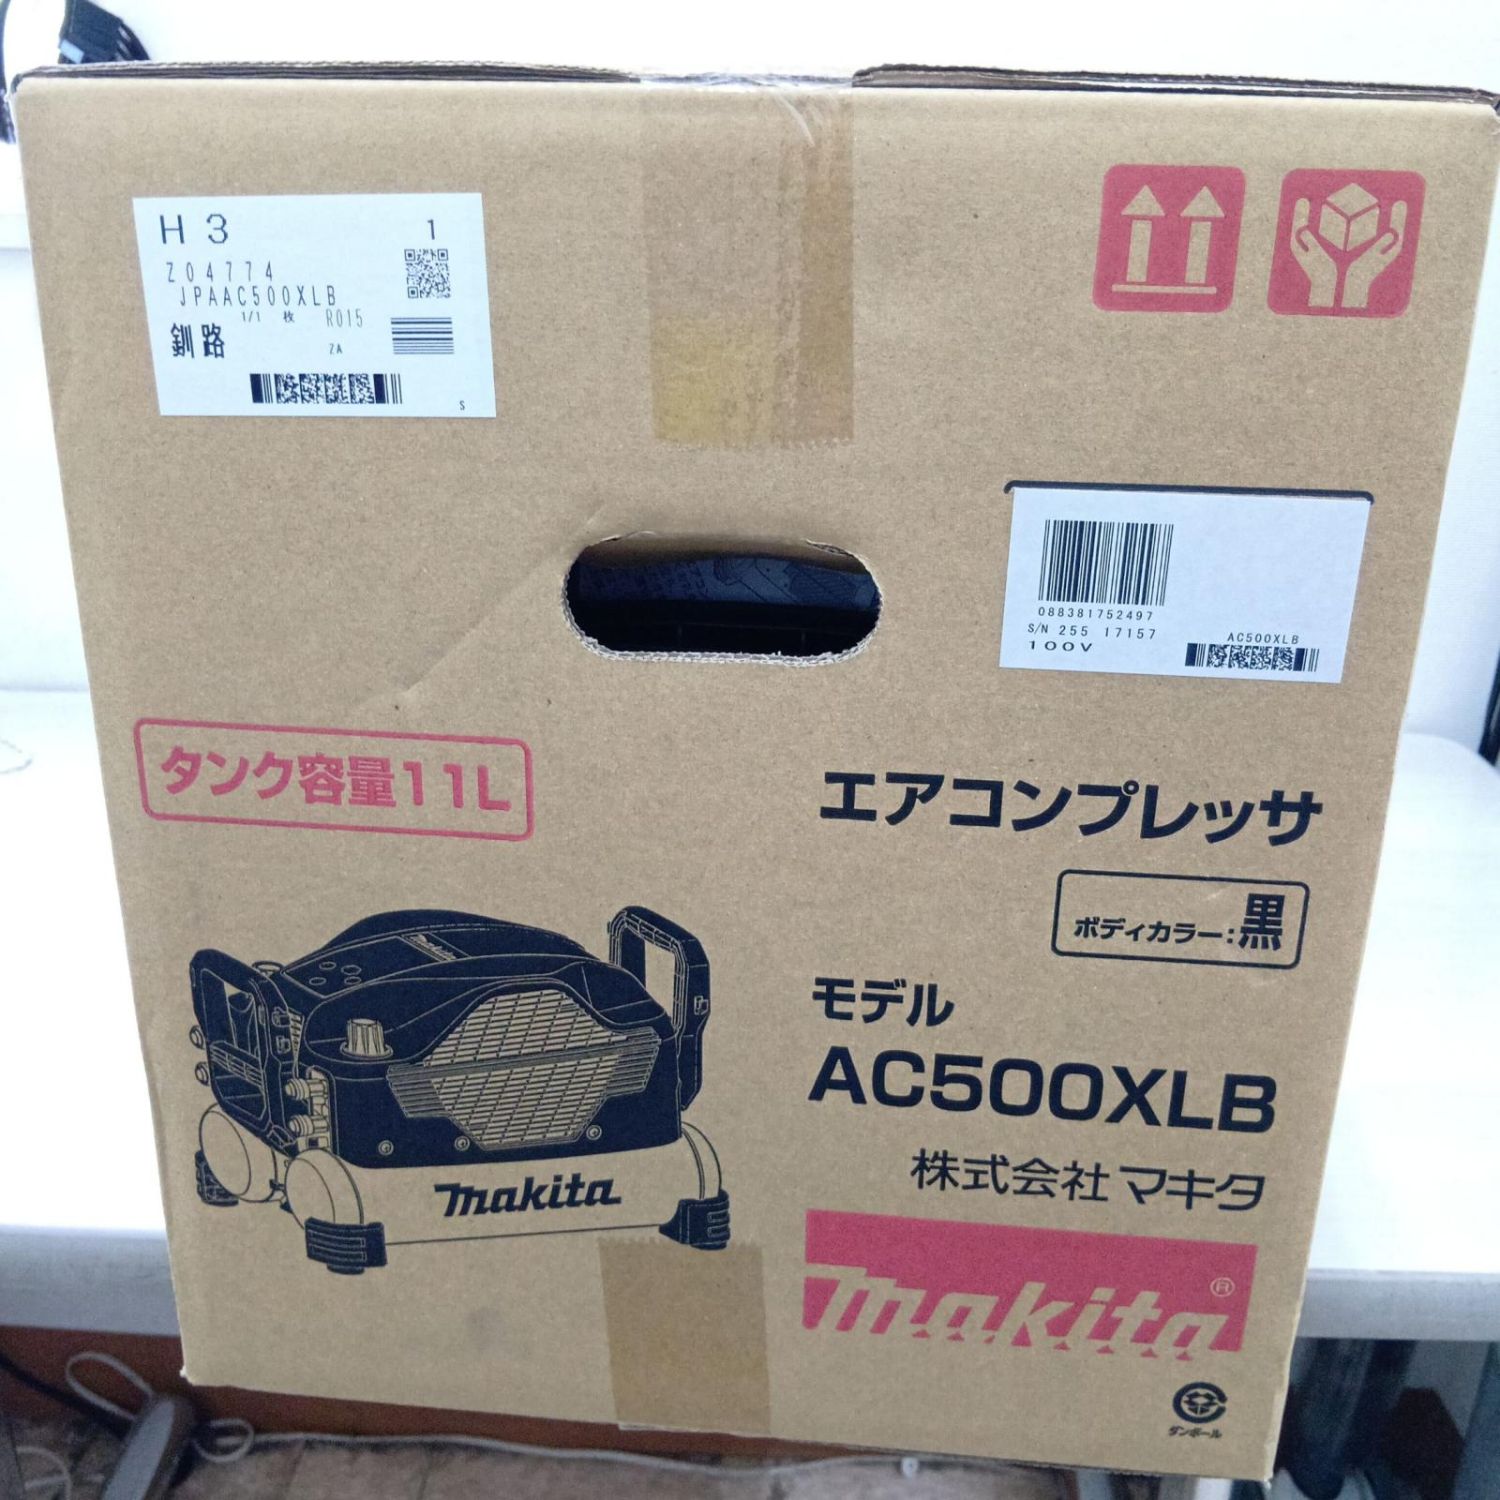 H 3
1
Z04774
JPAAC500XLB
1/1 枚 R015
釧路
2A
S
088381752497
S/N 255 17157
100V
AC500XLB
タンク容量11L
エアコンプレッサ
ボディカラー:黒
モデル
AC500XLB
株式会社マキタ
makita
makita®
ダンボール